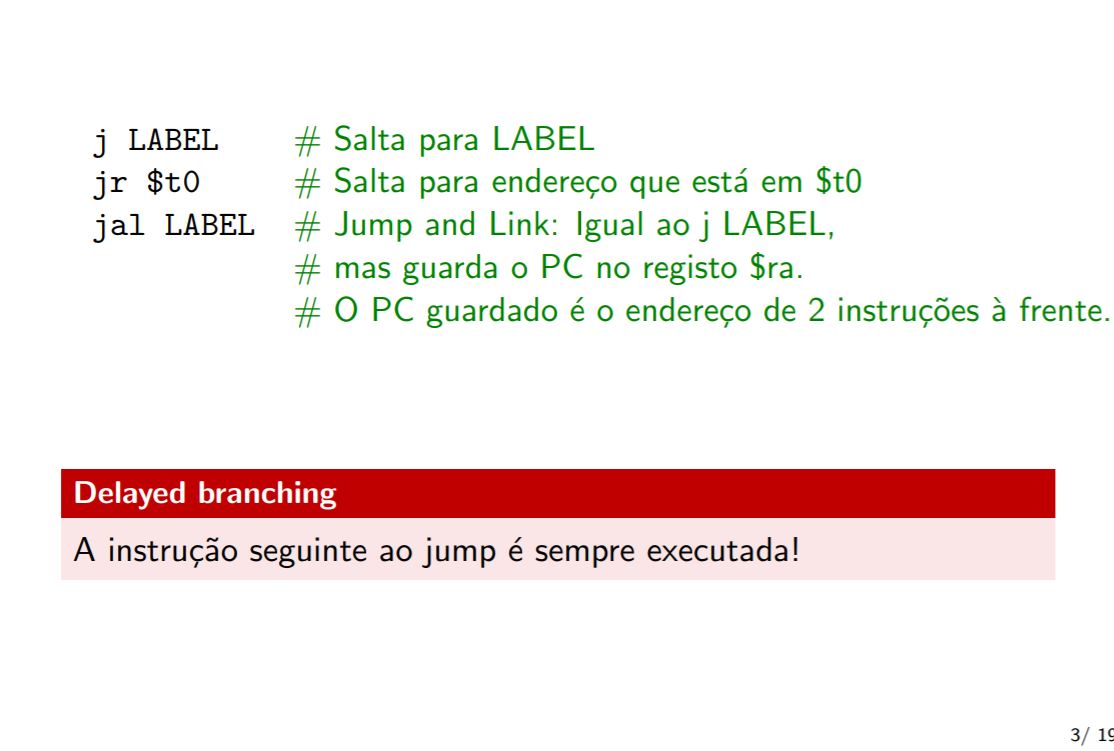 j LABEL # Salta para LABEL
jr $t0 # Salta para endereço que está em $t0
jal LABEL # Jump and Link: Igual ao j LABEL,
# mas guarda o PC no registo $ra.
# O PC guardado é o endereço de 2 instruções à frente.
Delayed branching
A instrução seguinte ao jump é sempre executada!
3/ 19